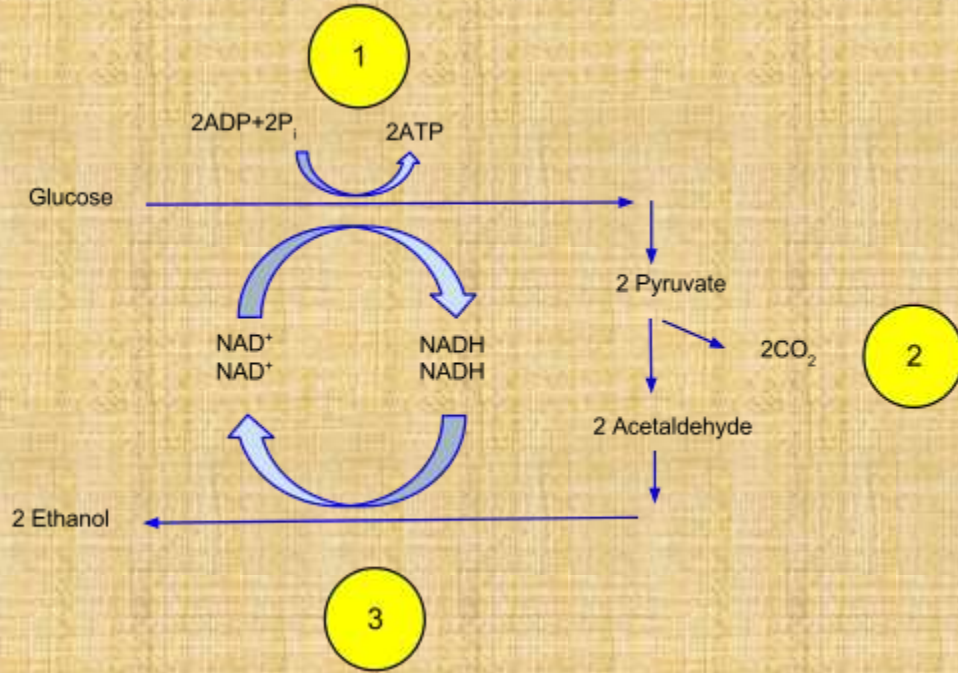 1
2ADP+2Pi
2ATP
Glucose
2 Pyruvate
NAD⁺
NADH
2CO₂
2
NAD⁺
NADH
2 Acetaldehyde
2 Ethanol
3